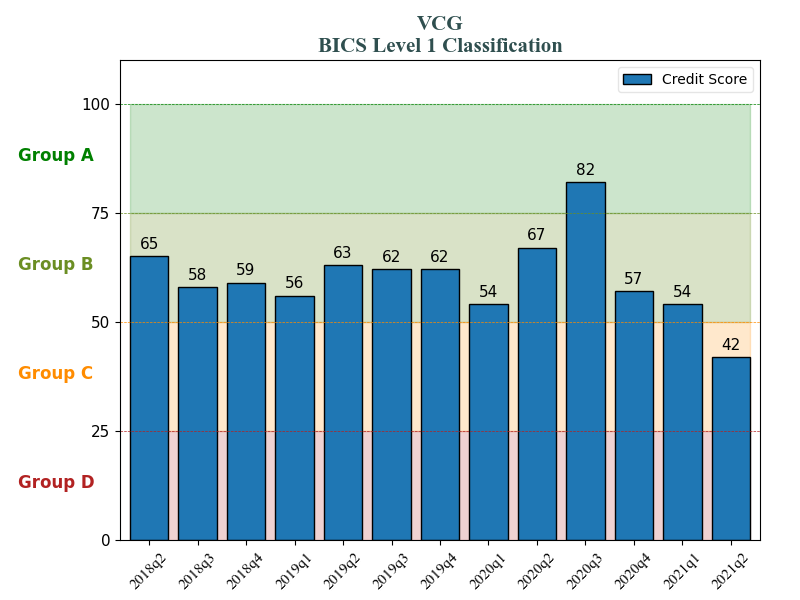 VCG
BICS Level 1 Classification
Credit Score
100
Group A
82
75
65
58
59
56
63
62
62
54
67
57
54
42
Group B
50
Group C
25
Group D
0
2018q2
2018q3
2018q4
2019q1
2019q2
2019q3
2019q4
2020q1
2020q2
2020q3
2020q4
2021q1
2021q2